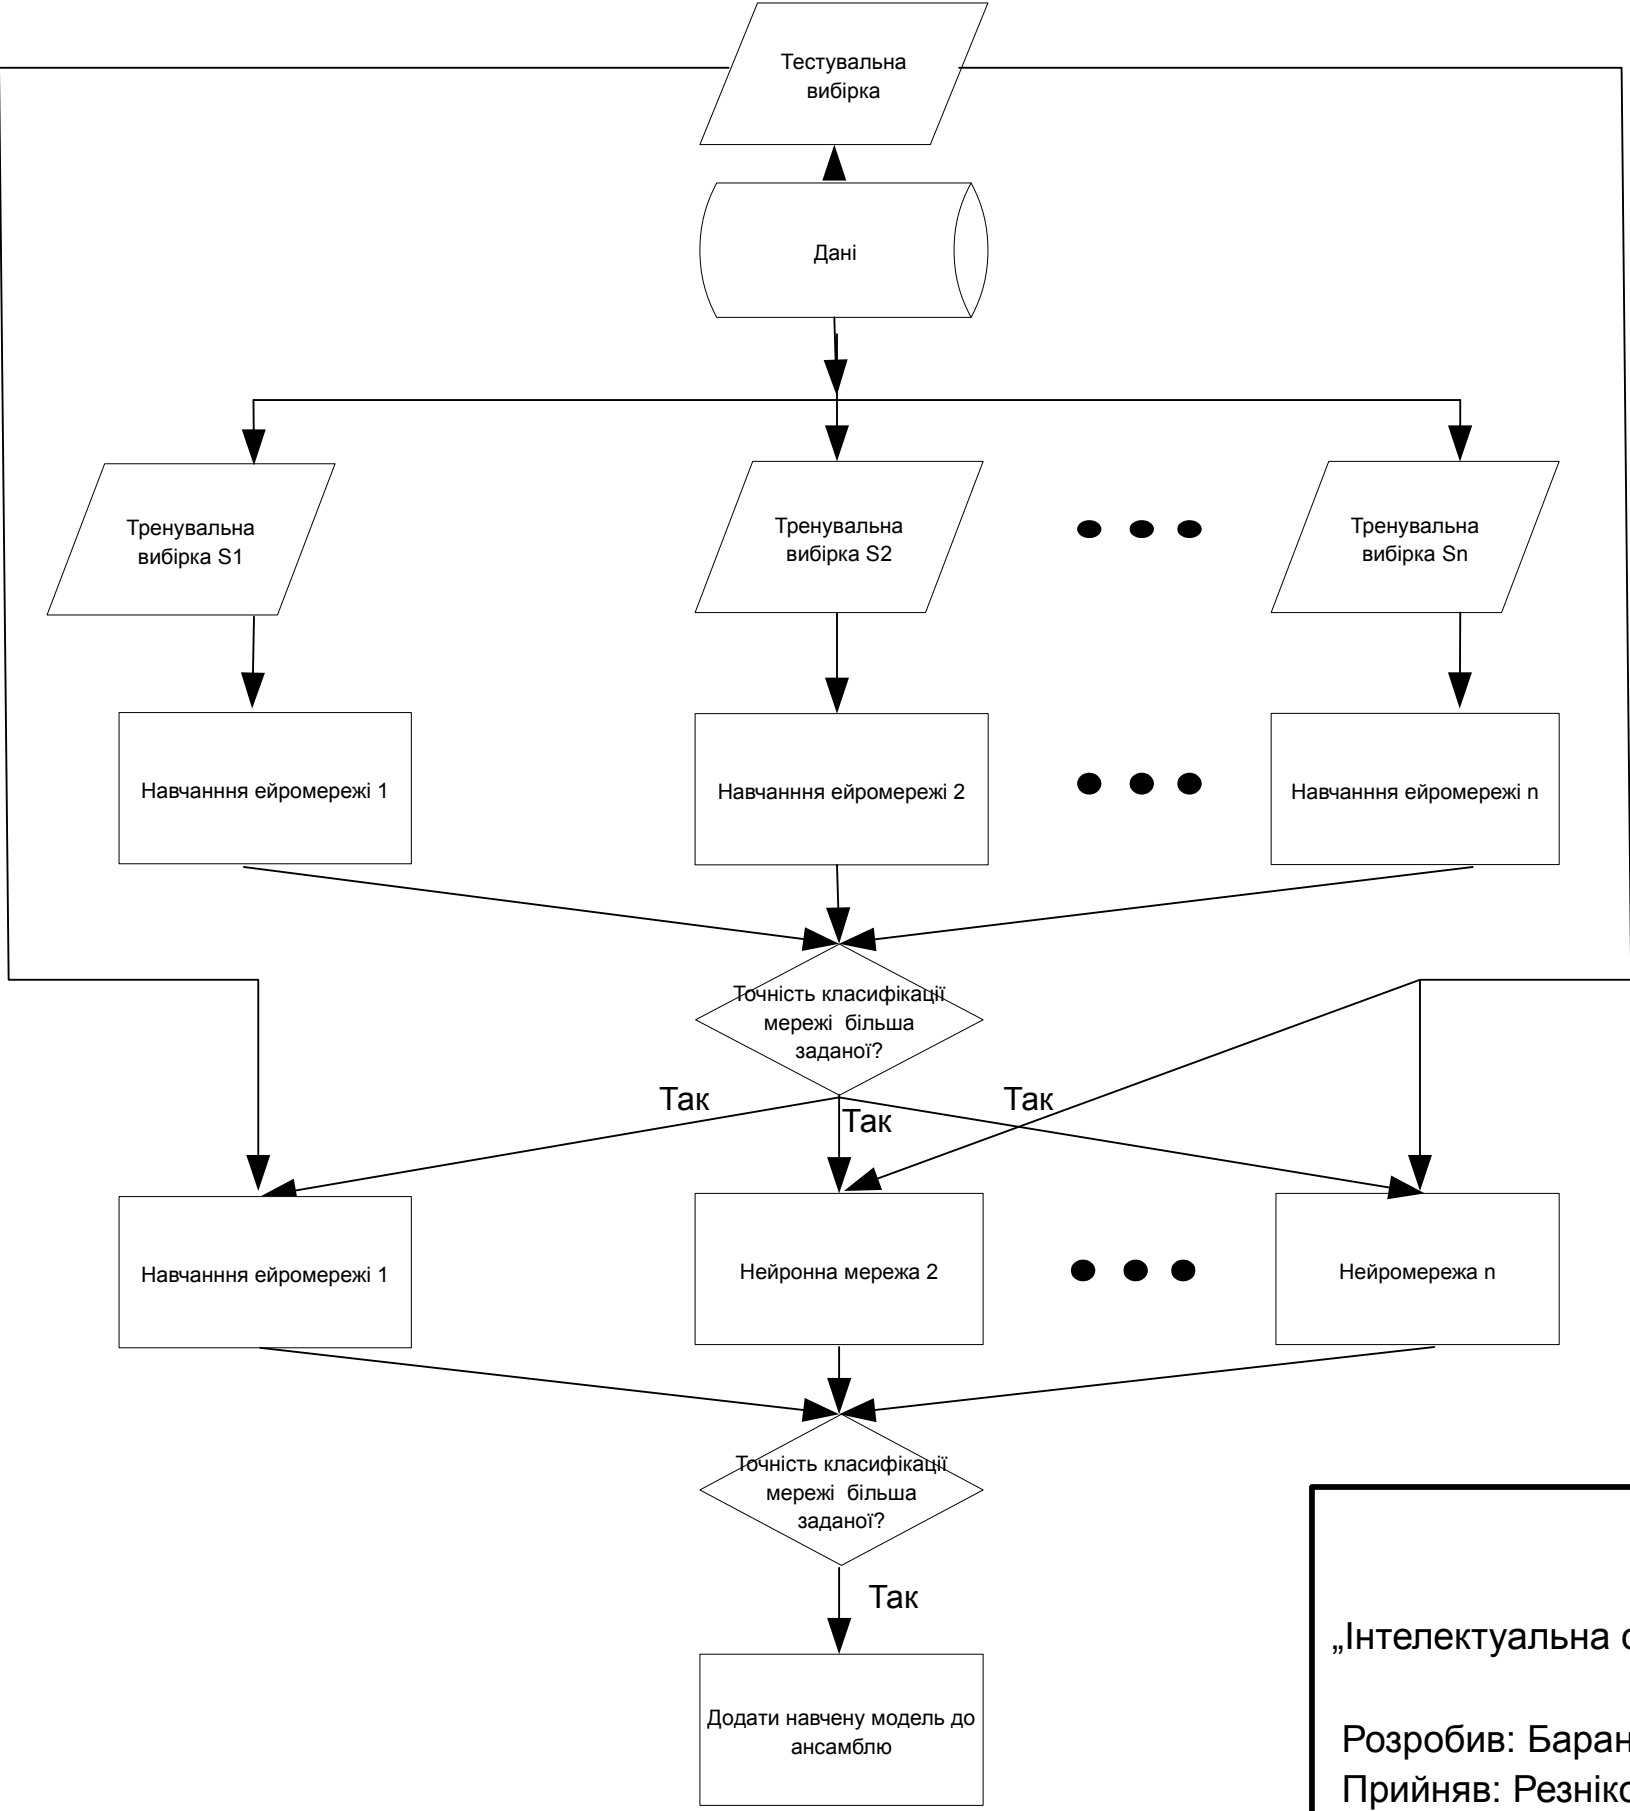 Тестувальна
вибірка
Дані
Тренувальна
вибірка S1
Тренувальна
вибірка S2
Тренувальна
вибірка Sn
Навчанння ейромережі 1
Навчанння ейромережі 2
Навчанння ейромережі n
Точність класифікації
мережі більша
заданої?
Так
Так
Так
Навчанння ейромережі 1
Нейронна мережа 2
Нейромережа n
Точність класифікації
мережі більша
заданої?
Так
Додати навчену модель до
ансамблю
„Інтелектуальна
Розробив:
Прийняв: